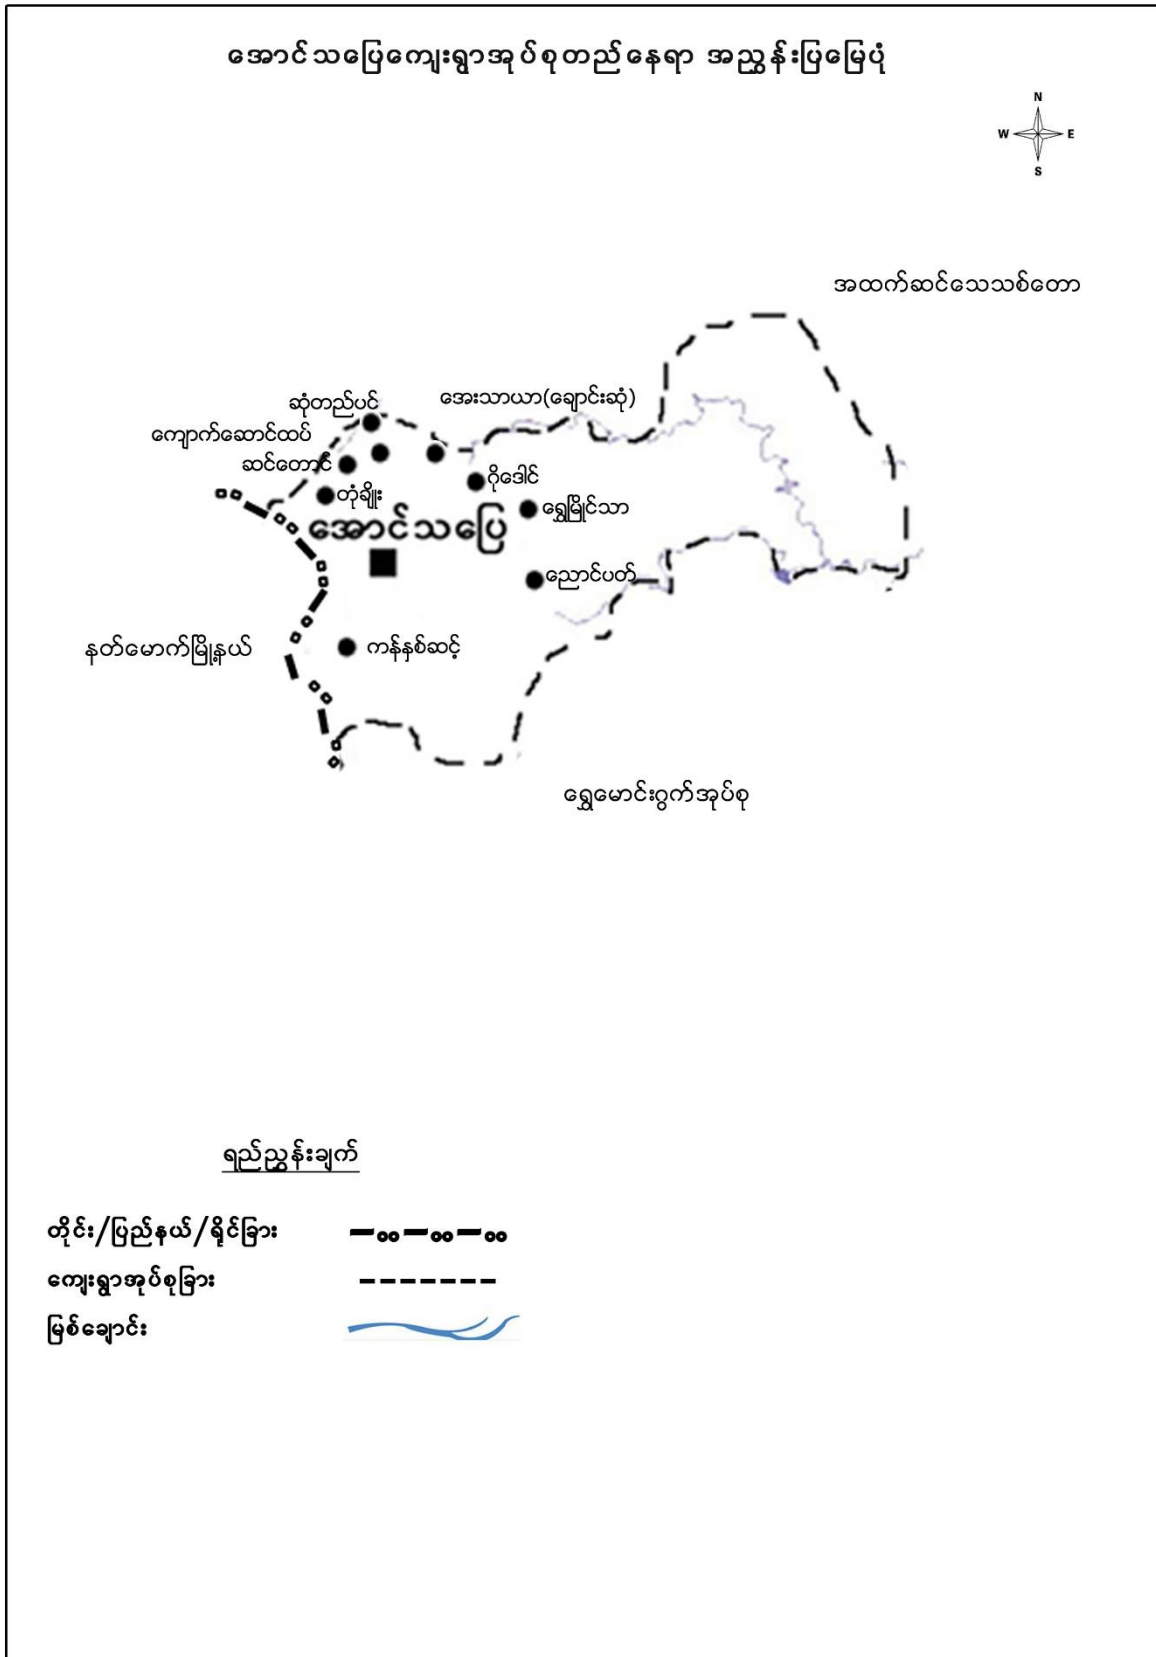 အောင်သပြေကျေးရွာအုပ်စုတည်နေရာ အညွှန်းပြမြေပုံ
N
W E
S
အထက်ဆင်သေသစ်တော
ဆုံတည်ပင်
အေးသာယာ(ချောင်းဆုံ)
ကျောက်ဆောင်ထပ်
ဆင်တောင်
ဂိုဒေါင်
တုံချိုး
ရွှေမြိုင်သာ
အောင်သပြေ
ညောင်ပတ်
နတ်မောက်မြို့နယ်
ကန်နှစ်ဆင့်
ရွှေမောင်းဂွက်အုပ်စု
ရည်ညွှန်းချက်
တိုင်း/ပြည်နယ်/ရိုင်ခြား
ကျေးရွာအုပ်စုခြား
မြစ်ချောင်း